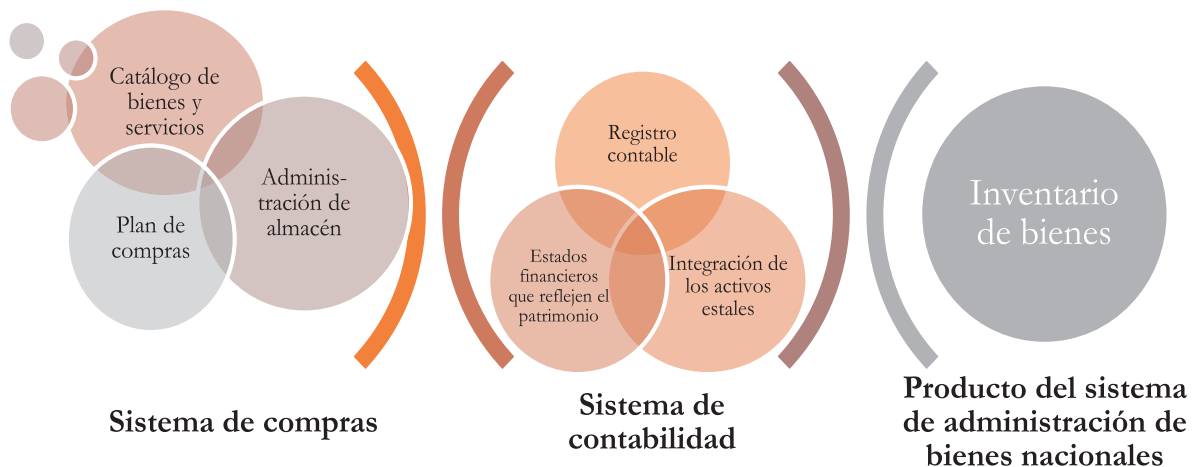 Catálogo de
bienes y
servicios
Adminis-
tración de
almacén
Plan de
compras
Sistema de compras
Registro
contable
Estados
financieros
que reflejen el
patrimonio
Integración de
los activos
estales
Sistema de
contabilidad
Inventario
de bienes
Producto del sistema
de administración de
bienes nacionales